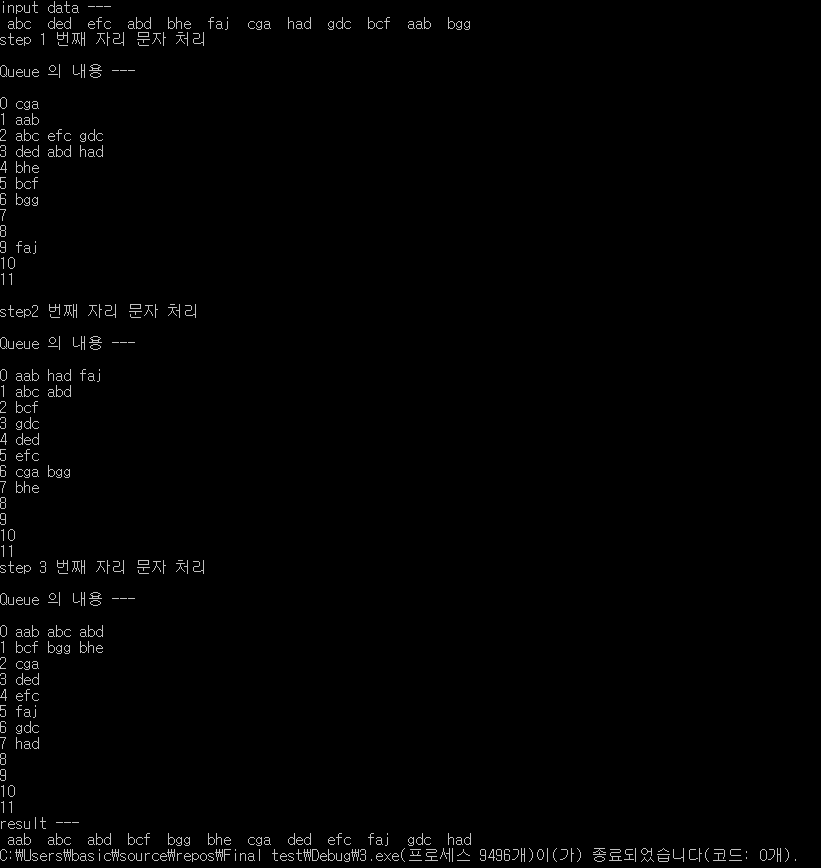 input data ---
 abc  ded  efc  abd  bhe  faj  cga  had  gdc  bcf  aab  bgg
step 1 번째 자리 문자 처리
Queue 의 내용 ---
0 cga
1 aab
2 abc efc gdc
3 ded abd had
4 bhe
5 bcf
6 bgg
7
8
9 faj
10
11
step2 번째 자리 문자 처리
Queue 의 내용 ---
0 aab had faj
1 abc abd
2 bcf
3 gdc
4 ded
5 efc
6 cga bgg
7 bhe
8
9
10
11
step 3 번째 자리 문자 처리
Queue 의 내용 ---
0 aab abc abd
1 bcf bgg bhe
2 cga
3 ded
4 efc
5 faj
6 gdc
7 had
8
9
10
11
result ---
 aab  abc  abd  bcf  bgg  bhe  cga  ded  efc  faj  gdc  had
C:₩Users₩basic₩source₩repos₩Final test₩Debug₩3.exe(프로세스 9496개)이(가) 종료되었습니다(코드: 0개).